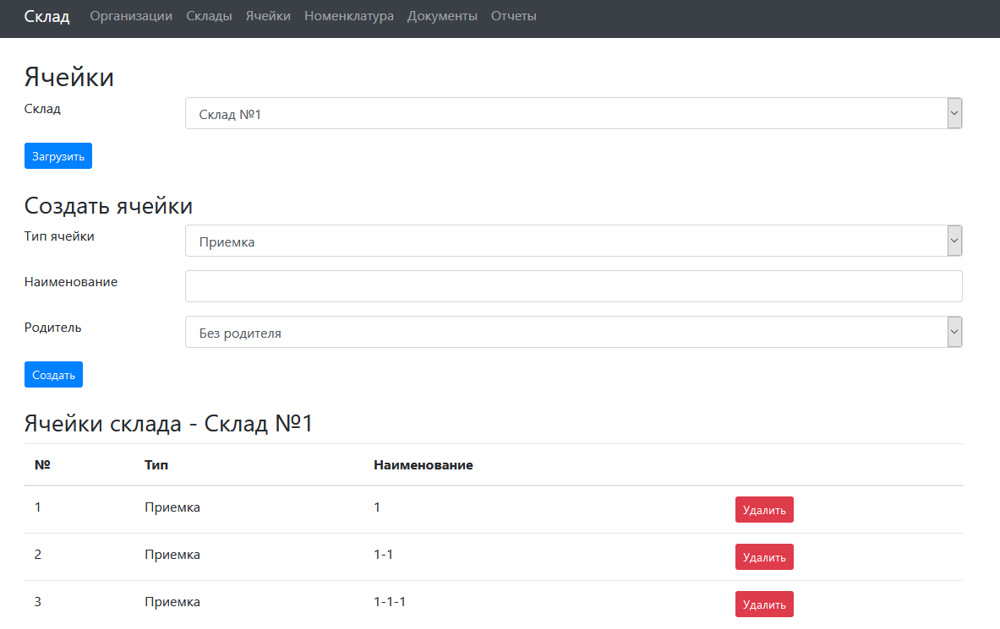 Склад Организации Склады Ячейки Номенклатура Документы Отчеты
Ячейки
Склад Склад №1
Загрузить
Создать ячейки
Тип ячейки Приемка
Наименование
Родитель Без родителя
Создать
Ячейки склада - Склад №1
№ Тип Наименование
1 Приемка 1 Удалить
2 Приемка 1-1 Удалить
3 Приемка 1-1-1 Удалить